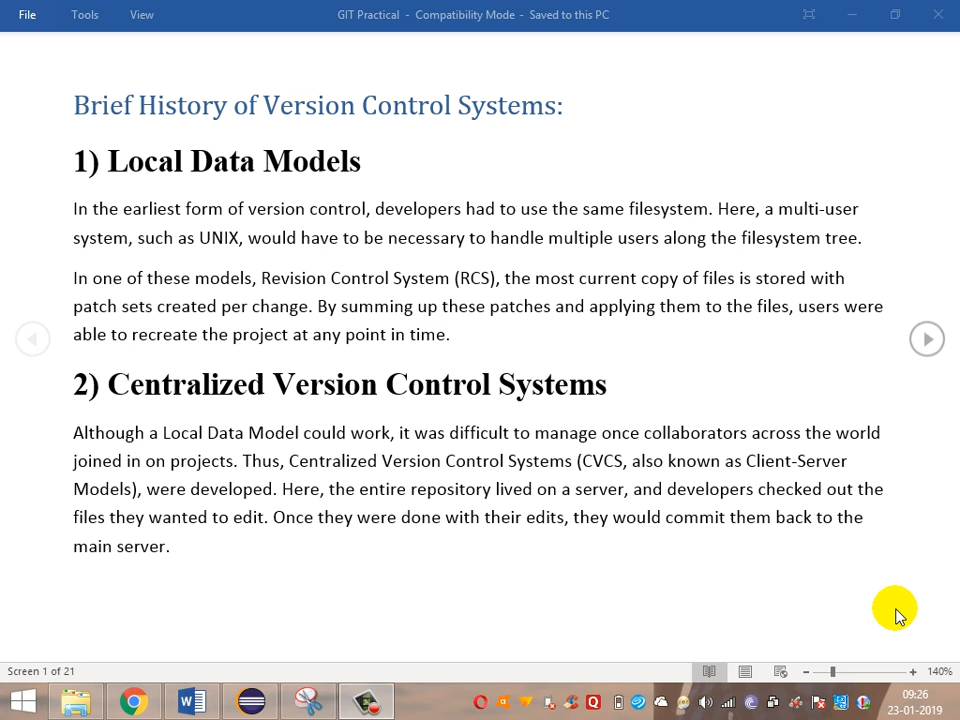 File Tools View GIT Practical - Compatibility Mode - Saved to this PC
Brief History of Version Control Systems:
1) Local Data Models
In the earliest form of version control, developers had to use the same filesystem. Here, a multi-user
system, such as UNIX, would have to be necessary to handle multiple users along the filesystem tree.
In one of these models, Revision Control System (RCS), the most current copy of files is stored with
patch sets created per change. By summing up these patches and applying them to the files, users were
able to recreate the project at any point in time.
2) Centralized Version Control Systems
Although a Local Data Model could work, it was difficult to manage once collaborators across the world
joined in on projects. Thus, Centralized Version Control Systems (CVCS, also known as Client-Server
Models), were developed. Here, the entire repository lived on a server, and developers checked out the
files they wanted to edit. Once they were done with their edits, they would commit them back to the
main server.
Screen 1 of 21 140%
09:26
23-01-2019